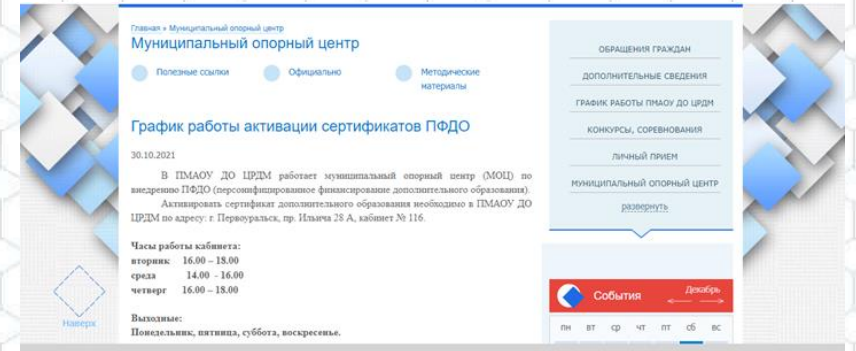 Главная » Муниципальный опорный центр
Муниципальный опорный центр
Полезные ссылки
Официально
Методические
материалы
График работы активации сертификатов ПФДО
30.10.2021
В ПМАОУ ДО ЦРДМ работает муниципальный опорный центр (МОЦ) по
внедрению ПФДО (персонифицированное финансирование дополнительного образования).
Активировать сертификат дополнительного образования необходимо в ПМАОУ ДО
ЦРДМ по адресу: г. Первоуральск, пр. Ильича 28 А, кабинет № 116.
Часы работы кабинета:
вторник 16.00 – 18.00
среда 14.00 - 16.00
четверг 16.00 – 18.00
Выходные:
Понедельник, пятница, суббота, воскресенье.
Наверх
ОБРАЩЕНИЯ ГРАЖДАН
ДОПОЛНИТЕЛЬНЫЕ СВЕДЕНИЯ
ГРАФИК РАБОТЫ ПМАОУ ДО ЦРДМ
КОНКУРСЫ, СОРЕВНОВАНИЯ
ЛИЧНЫЙ ПРИЕМ
МУНИЦИПАЛЬНЫЙ ОПОРНЫЙ ЦЕНТР
развернуть
События
Декабрь
пн вт ср чт пт сб вс